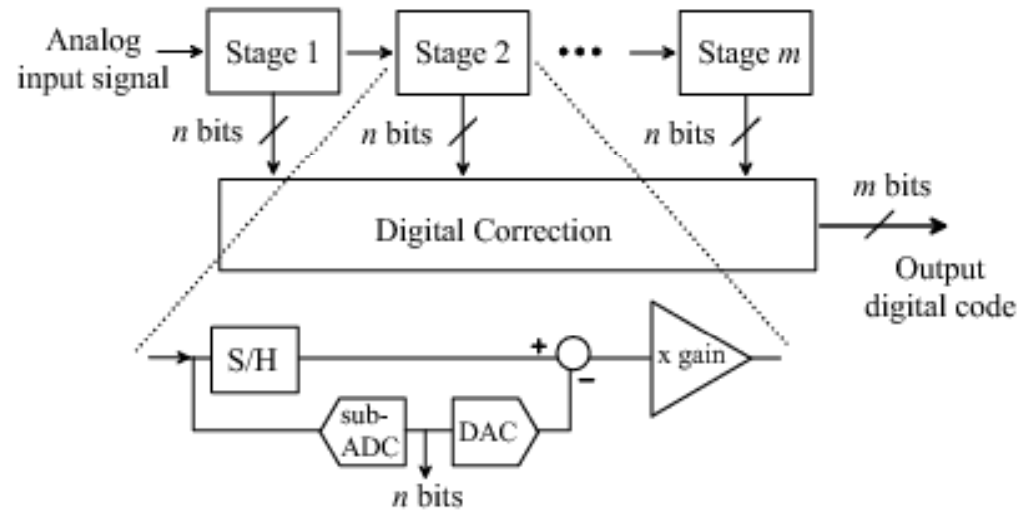 Analog
input signal
Stage 1
Stage 2
•••
Stage m
n bits
n bits
n bits
Digital Correction
m bits
Output
digital code
S/H
+
−
x gain
sub-
ADC
DAC
n bits